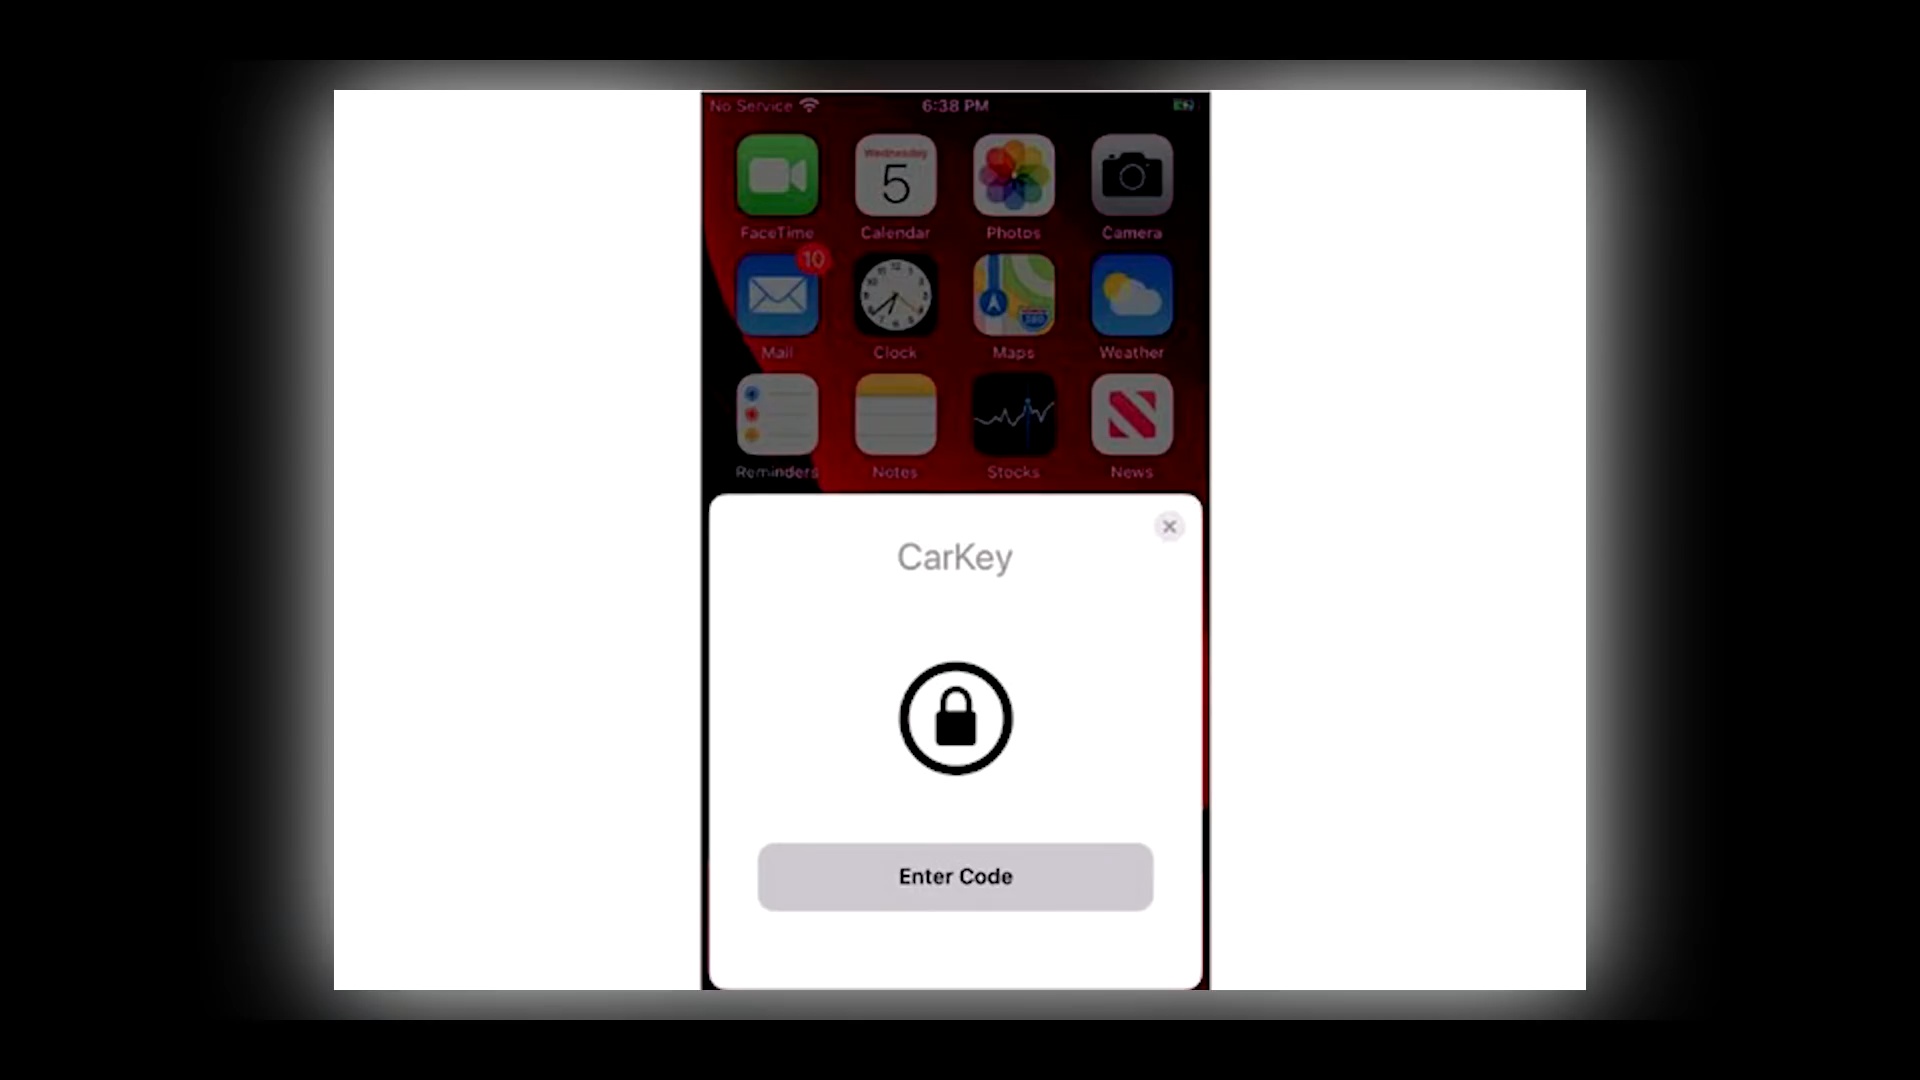 No Service 6:38 PM
Wednesday
5
FaceTime Calendar Photos Camera
10
280
Mail Clock Maps Weather
Reminders Notes Stocks News
CarKey
Enter Code